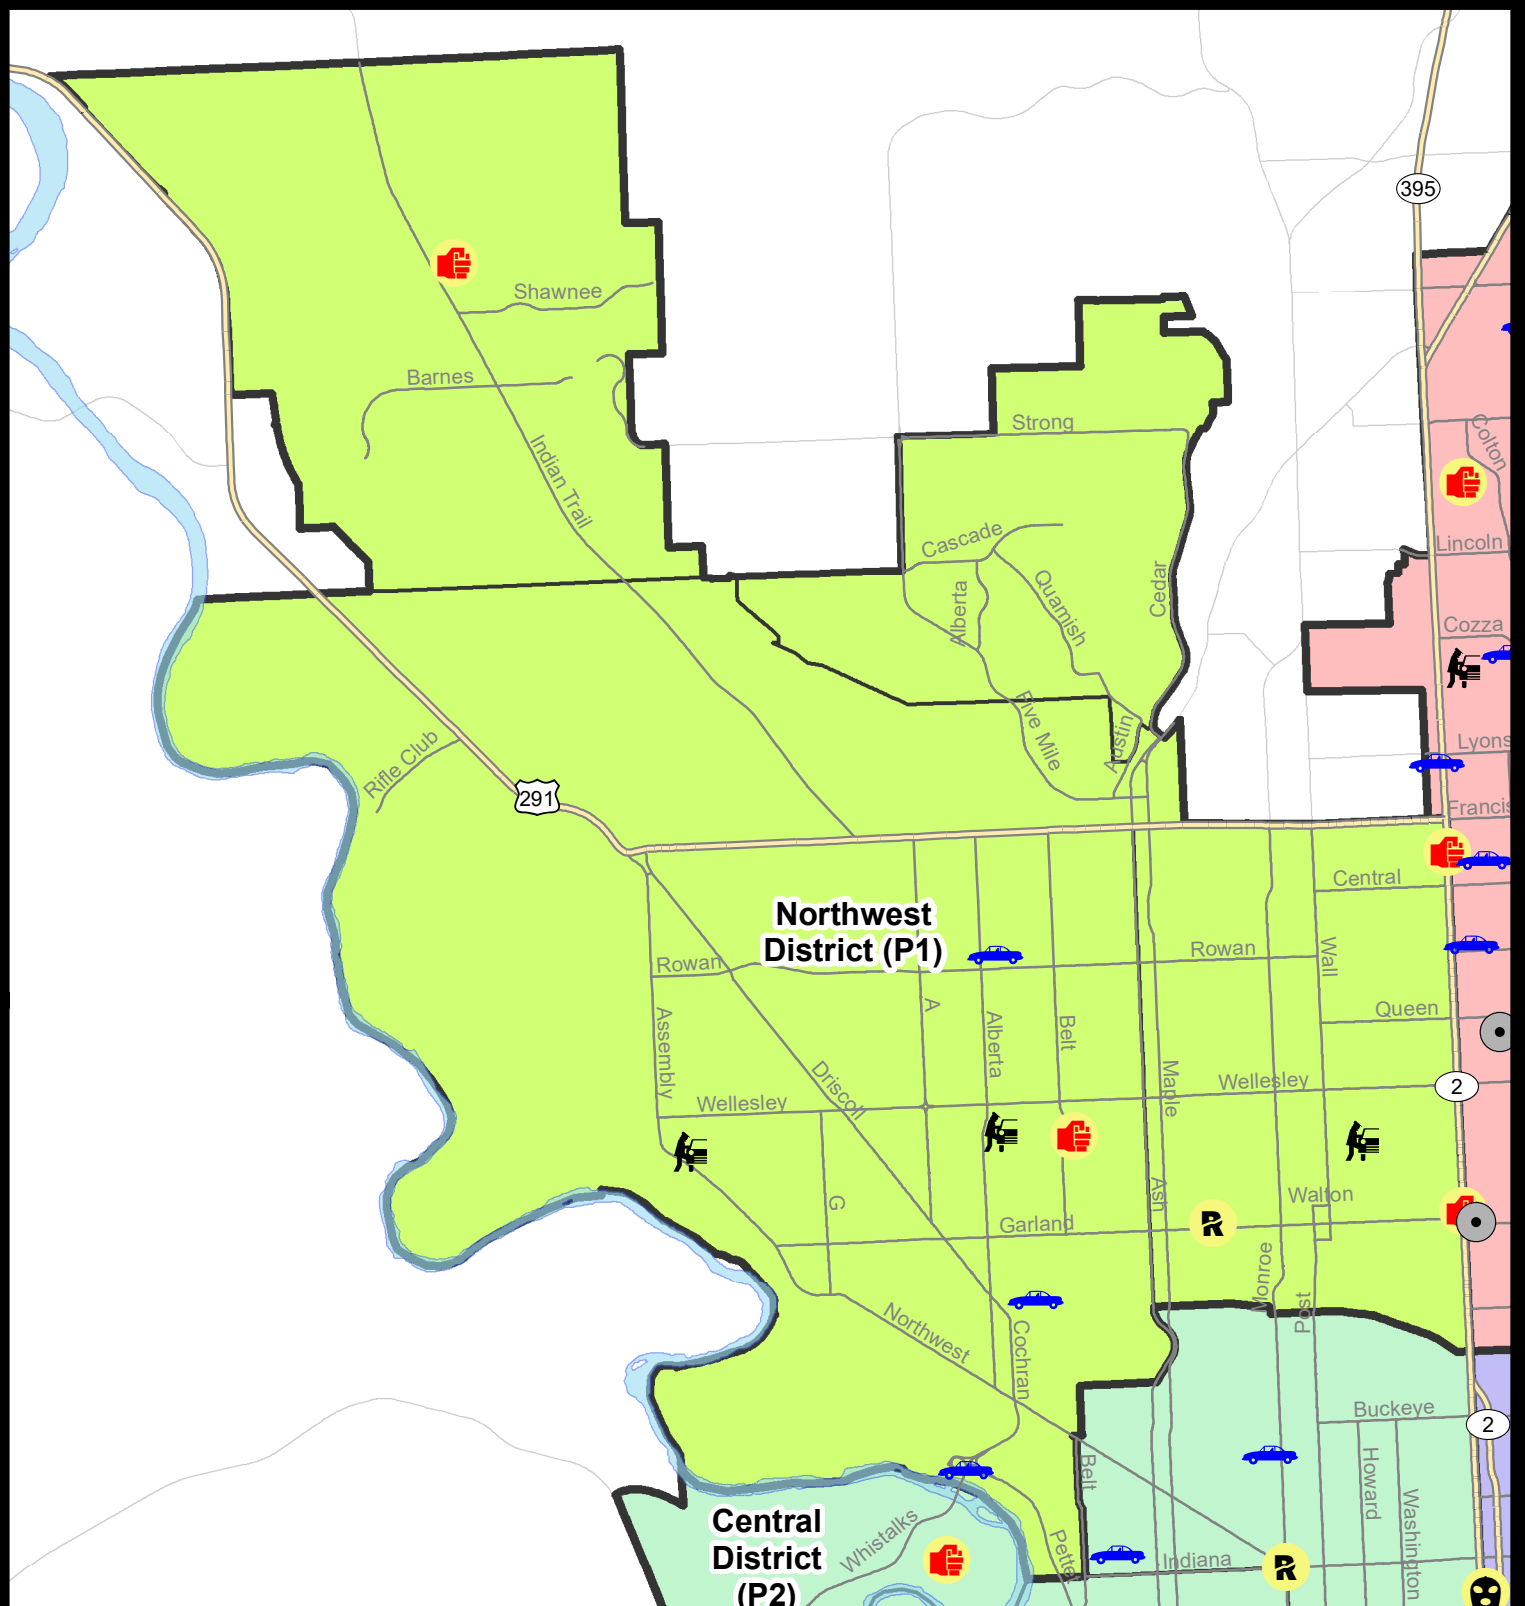 395
Shawnee
Barnes
Strong
Colton
Indian Trail
Cascade
Lincoln
Alberta
Quamish
Cedar
Cozza
Five Mile
Austin
Lyons
Rifle Club
291
Francis
Central
Northwest
District (P1)
Rowan
Rowan
Wall
A
Queen
Assembly
Alberta
Belt
Driscoll
Maple
Wellesley
2
Wellesley
G
Ash
Walton
Garland
R
Monroe
Post
Northwest
Cochran
Buckeye
2
Belt
Howard
Washington
Central
District
(P2)
Whistalks
Pettet
Indiana
R